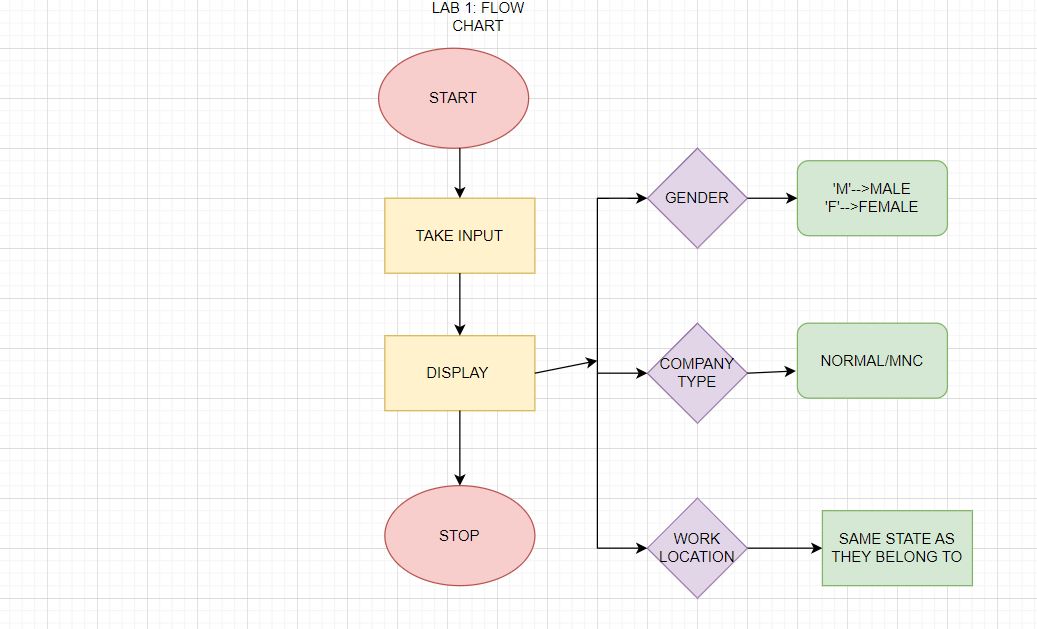 LAB 1: FLOW
CHART
START
TAKE INPUT
DISPLAY
STOP
GENDER
'M'-->MALE
'F'-->FEMALE
COMPANY
TYPE
NORMAL/MNC
WORK
LOCATION
SAME STATE AS
THEY BELONG TO